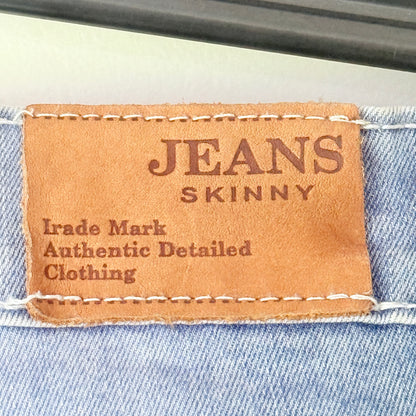 JEANS
SKINNY
Irade Mark
Authentic Detailed
Clothing